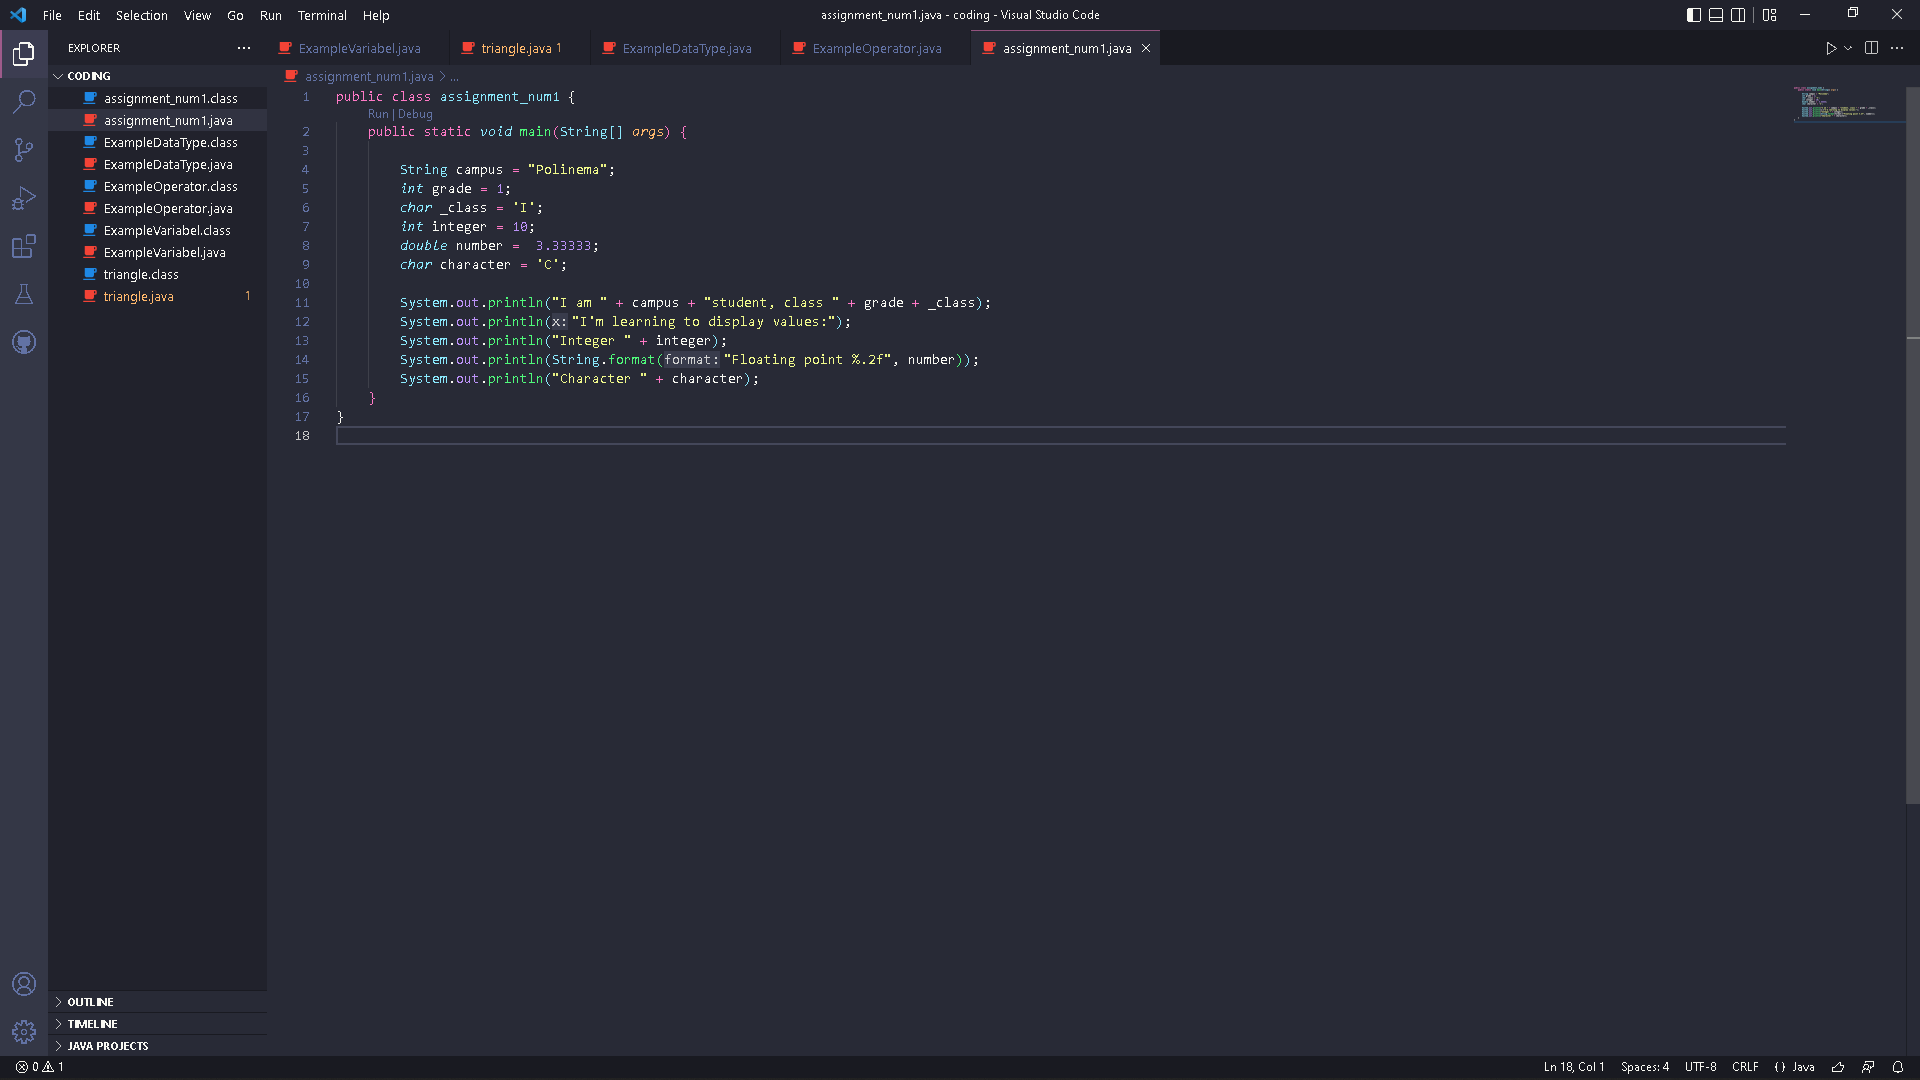 File Edit Selection View Go Run Terminal Help
assignment_num1.java - coding - Visual Studio Code
EXPLORER
ExampleVariabel.java
triangle.java 1
ExampleDataType.java
ExampleOperator.java
assignment_num1.java
CODING
assignment_num1.class
assignment_num1.java
ExampleDataType.class
ExampleDataType.java
ExampleOperator.class
ExampleOperator.java
ExampleVariabel.class
ExampleVariabel.java
triangle.class
triangle.java 1
OUTLINE
TIMELINE
JAVA PROJECTS
assignment_num1.java > ...
1 public class assignment_num1 {
Run | Debug
2 public static void main(String[] args) {
3
4 String campus = "Polinema";
5 int grade = 1;
6 char _class = 'I';
7 int integer = 10;
8 double number =  3.33333;
9 char character = 'C';
10
11 System.out.println("I am " + campus + "student, class " + grade + _class);
12 System.out.println(x:"I'm learning to display values:");
13 System.out.println("Integer " + integer);
14 System.out.println(String.format(format:"Floating point %.2f", number));
15 System.out.println("Character " + character);
16 }
17 }
18
0 1
Ln 18, Col 1 Spaces: 4 UTF-8 CRLF {} Java